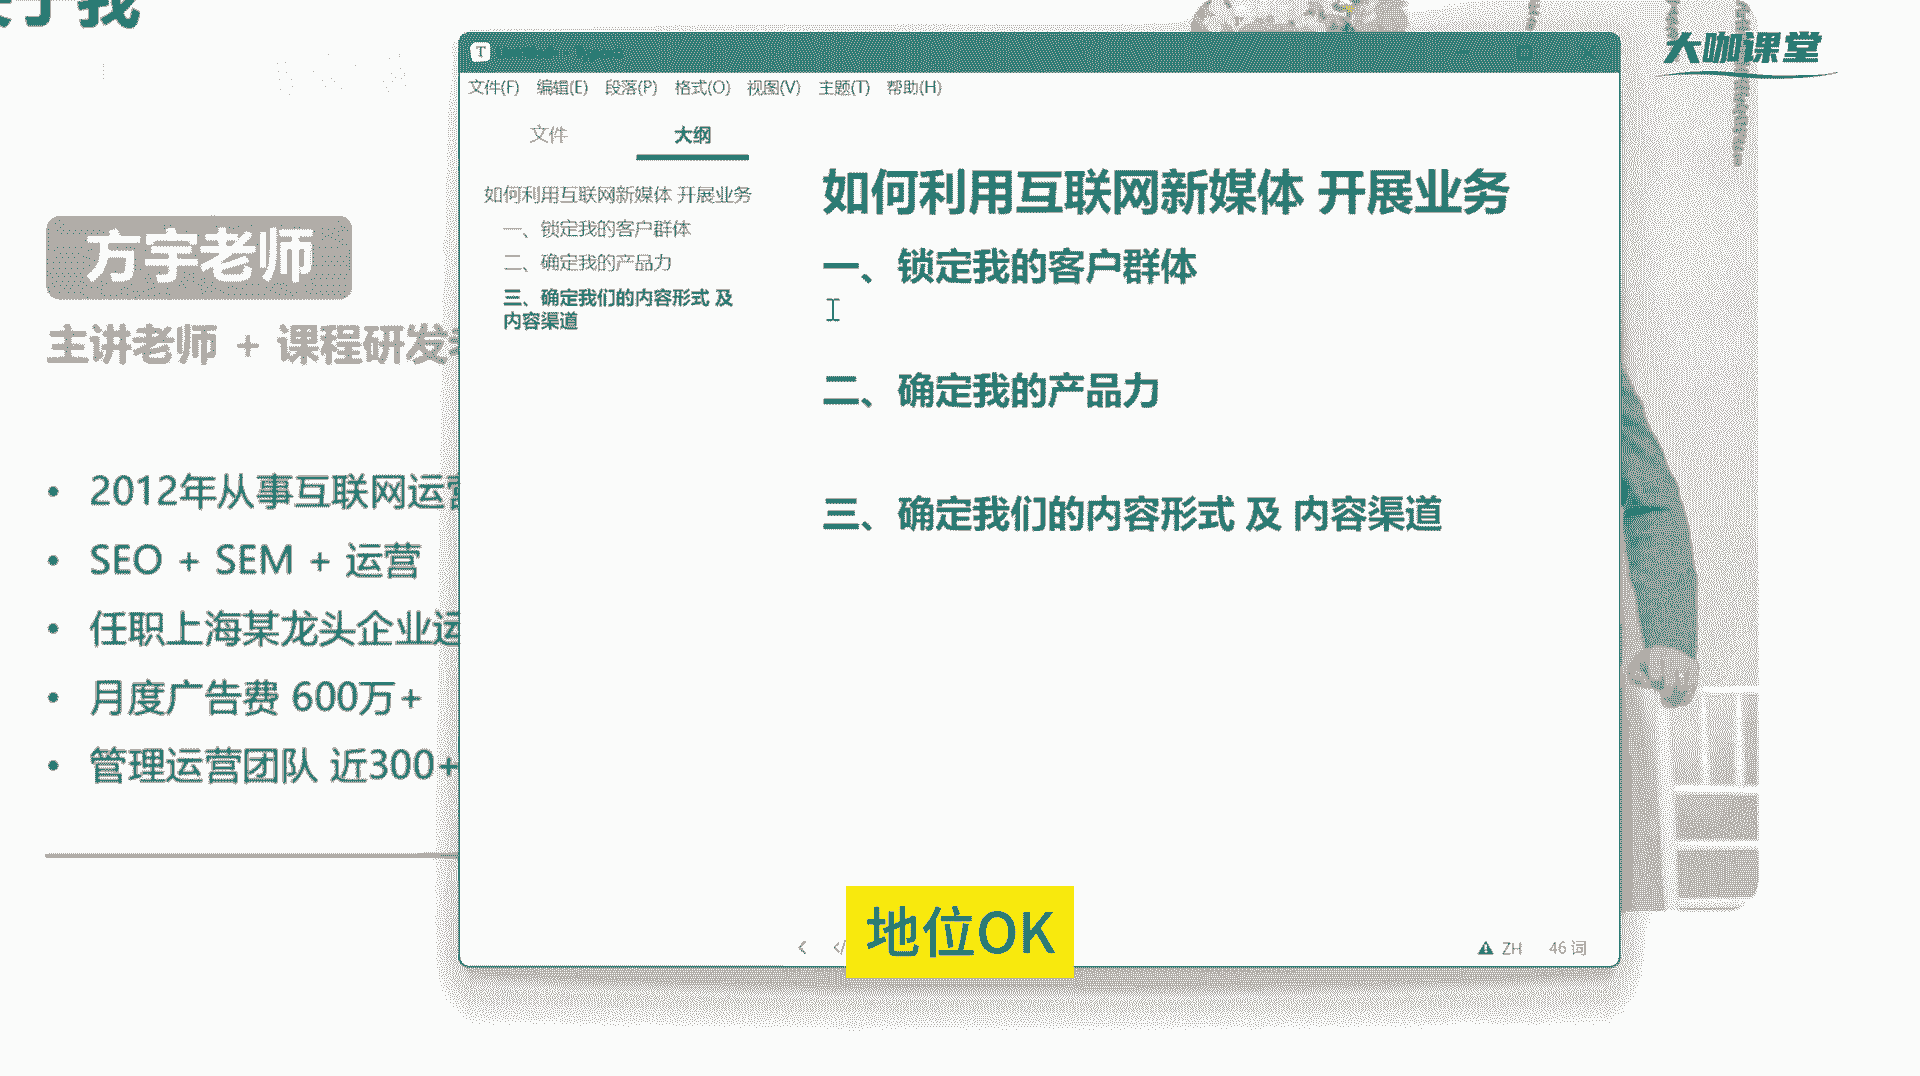 于我
大咖课堂
方宇老师
主讲老师 + 课程研发
2012年从事互联网运营
SEO + SEM + 运营
任职上海某龙头企业运
月度广告费 600万+
管理运营团队 近300+
文件(F) 编辑(E) 段落(P) 格式(O) 视图(V) 主题(T) 帮助(H)
文件 大纲
如何利用互联网新媒体 开展业务
一、锁定我的客户群体
二、确定我的产品力
三、确定我们的内容形式 及
内容渠道
如何利用互联网新媒体 开展业务
一、锁定我的客户群体
二、确定我的产品力
三、确定我们的内容形式 及 内容渠道
地位OK
ZH 46 词